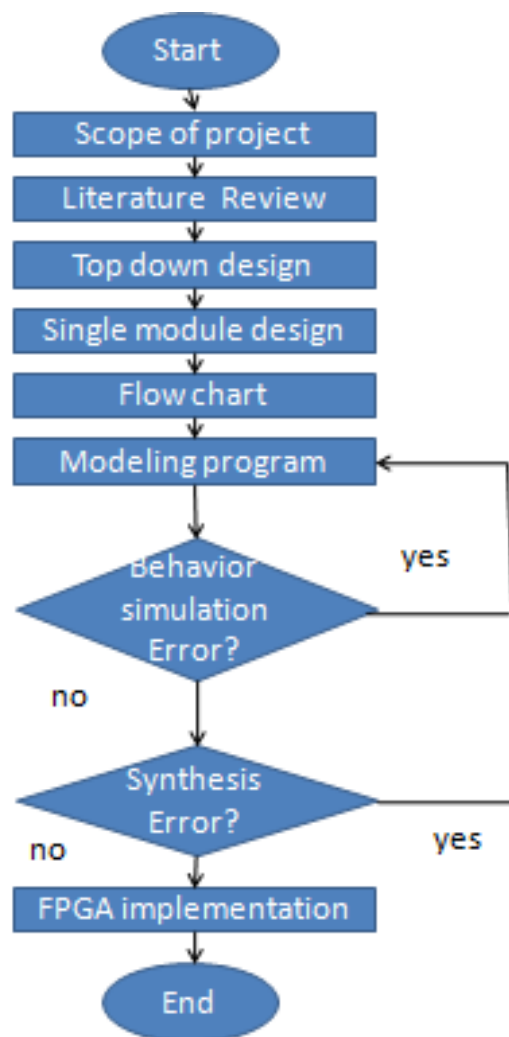 Start
Scope of project
Literature Review
Top down design
Single module design
Flow chart
Modeling program
yes
Behavior
simulation
Error?
no
Synthesis
Error?
no
yes
FPGA implementation
End